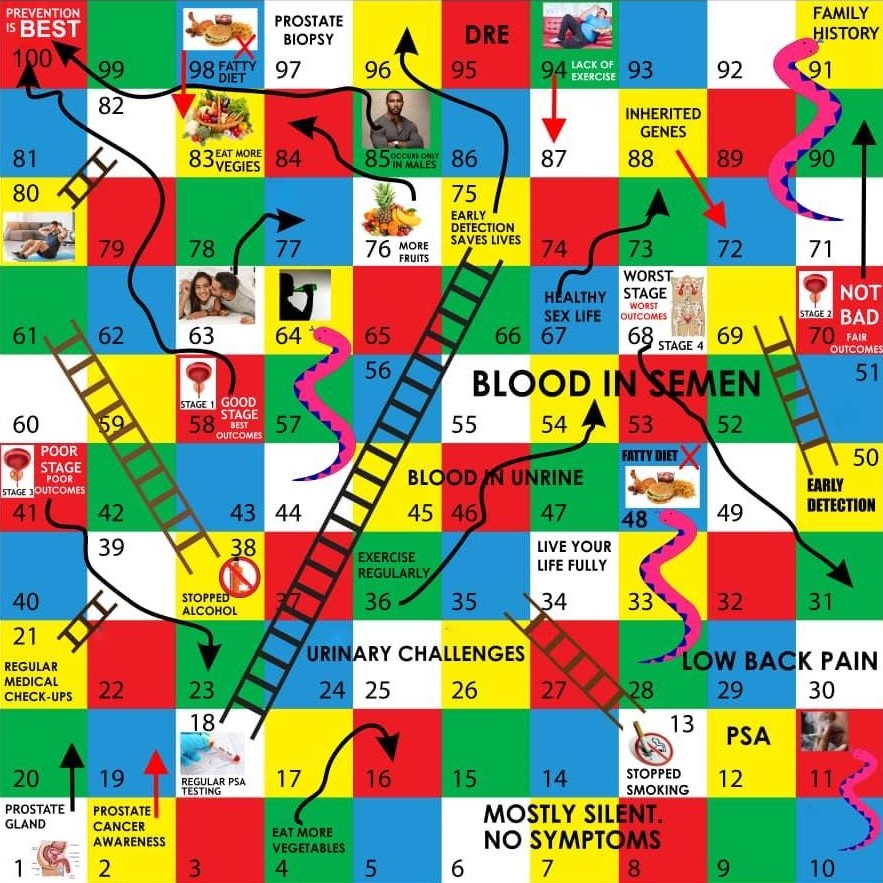 PREVENTION
IS BEST
100
99
98 FATTY
DIET
PROSTATE
BIOPSY
97
96
DRE
95
94 LACK OF
EXERCISE
93
92
FAMILY
HISTORY
91
81
82
83 EAT MORE
VEGIES
84
85 OCCURS ONLY
IN MALES
86
87
INHERITED
GENES
88
89
90
80
79
78
77
76 MORE
FRUITS
75
EARLY
DETECTION
SAVES LIVES
74
73
72
71
61
62
63
64
65
66
HEALTHY
SEX LIFE
67
WORST
STAGE
WORST
OUTCOMES
68 STAGE 4
69
STAGE 2
NOT
BAD
70 FAIR
OUTCOMES
60
59
STAGE 1
GOOD
STAGE
BEST
58 OUTCOMES
57
56
55
BLOOD IN SEMEN
54
53
52
51
POOR
STAGE
POOR
STAGE 3 OUTCOMES
41
42
43
44
BLOOD IN UNRINE
45
46
47
FATTY DIET
48
49
50
EARLY
DETECTION
40
39
38
STOPPED
ALCOHOL
37
EXERCISE
REGULARLY
36
35
LIVE YOUR
LIFE FULLY
34
33
32
31
21
REGULAR
MEDICAL
CHECK-UPS
22
23
24
URINARY CHALLENGES
25
26
27
28
LOW BACK PAIN
29
30
20
19
18
REGULAR PSA
TESTING
17
16
15
14
13
STOPPED
SMOKING
PSA
12
11
PROSTATE
GLAND
1
PROSTATE
CANCER
AWARENESS
2
3
4
EAT MORE
VEGETABLES
5
6
MOSTLY SILENT.
NO SYMPTOMS
7
8
9
10